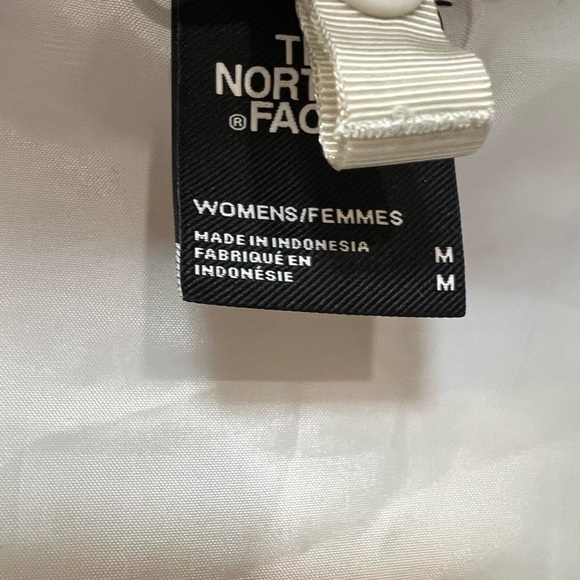 NORT
® FAC
WOMENS/FEMMES
MADE IN INDONESIA M
FABRIQUÉ EN
INDONÉSIE M